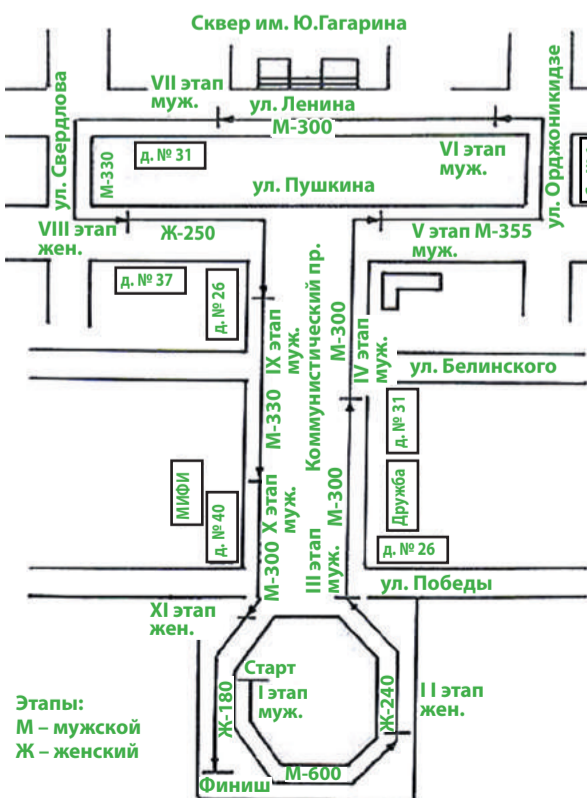 Сквер им. Ю.Гагарина
VII этап
муж.
ул. Ленина
М-300
ул. Свердлова
М-330
д. № 31
VI этап
муж.
ул. Орджоникидзе
ул. Пушкина
VIII этап
жен.
Ж-250
V этап М-355
муж.
д. № 37
д. № 26
IX этап
муж.
М-330
Коммунистический пр.
М-300
IV этап
муж.
ул. Белинского
д. № 31
Дружба
д. № 26
МИФИ
д. № 40
X этап
муж.
М-300
М-300
III этап
муж.
ул. Победы
XI этап
жен.
Старт
I этап
муж.
Ж-180
Ж-240
I I этап
жен.
М-600
Финиш
Этапы:
М – мужской
Ж – женский